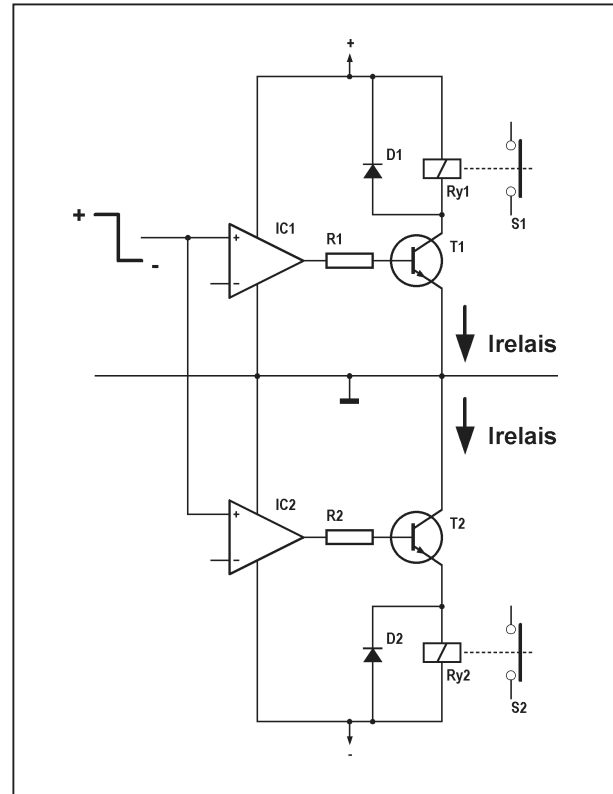 +
D1
Ry1
S1
+
-
+
-
IC1
R1
T1
Irelais
Irelais
+
-
IC2
R2
T2
D2
Ry2
S2
-